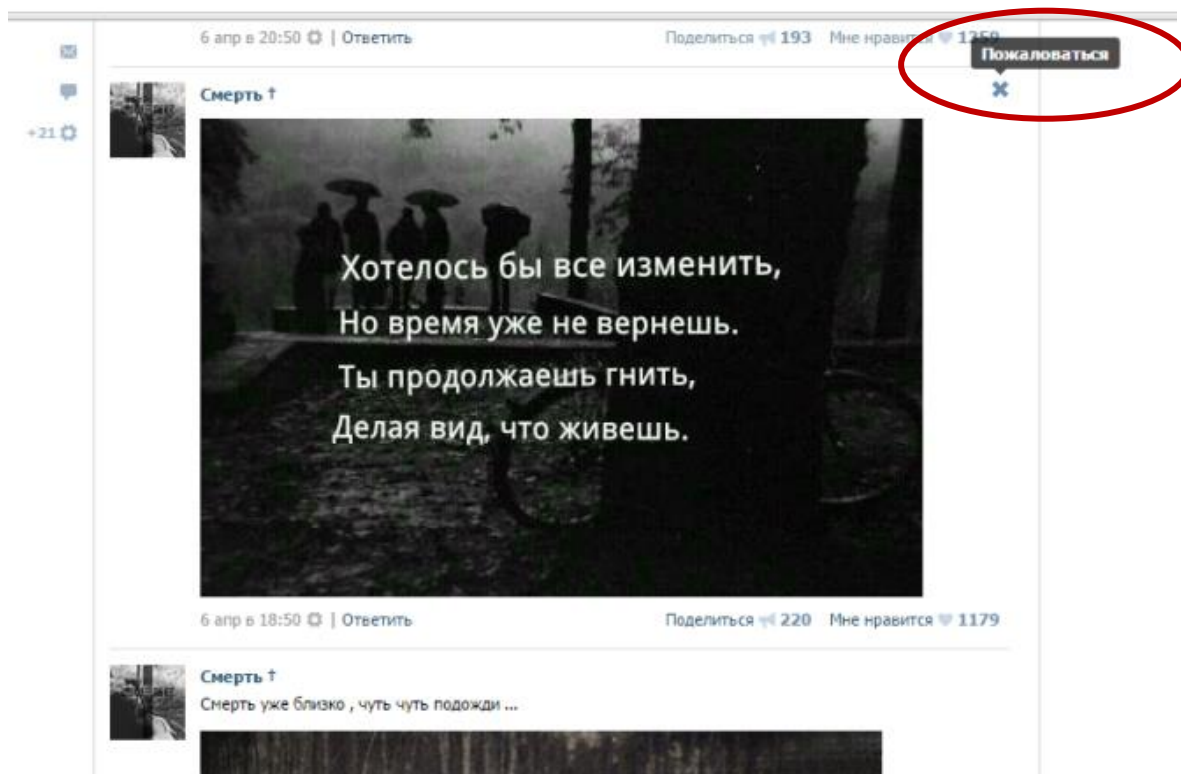 6 апр в 20:50 | Ответить Поделиться 193 Мне нравится 1259
Пожаловаться
Смерть †
+21
Хотелось бы все изменить,
Но время уже не вернешь.
Ты продолжаешь гнить,
Делая вид, что живешь.
6 апр в 18:50 | Ответить Поделиться 220 Мне нравится 1179
Смерть †
Смерть уже близко , чуть чуть подожди ...